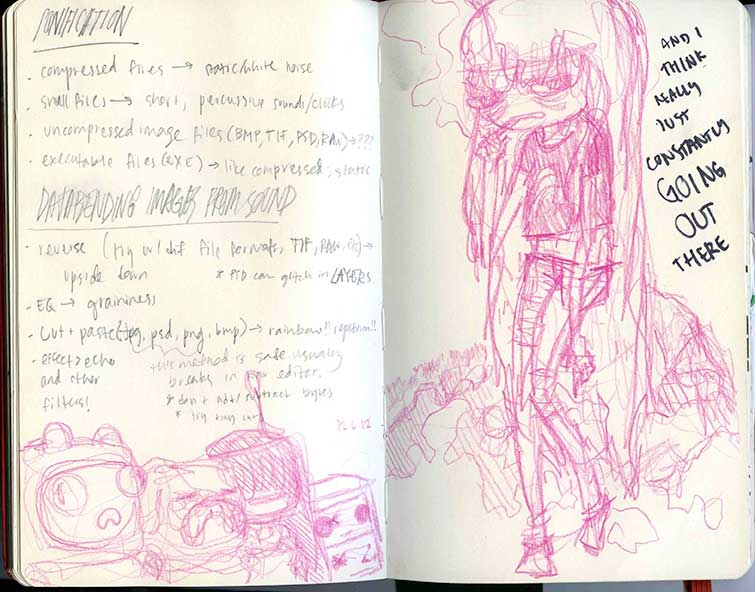 SONIFICATION
• compressed files → static/white noise
• small files → short, percussive sounds/clicks
• uncompressed image files (BMP, TIF, PSD, RAW) → ???
• executable files (EXE) → like compressed, static
DATABENDING IMAGES FROM SOUND
• reverse (try w/ dif file formats, TIF, RAW, etc) →
upside down * PSD can glitch in LAYERS
• EQ → graininess
• Cut + paste (jpg, psd, png, bmp) → rainbow!! repetition!!
• effect > echo
and other
filters!
this method is safe, usually
breaks in editor.
* don't add/subtract bytes
* try tiny
12.6.12
AND I
THINK
REALLY
JUST
CONSTANTLY
GOING
OUT
THERE